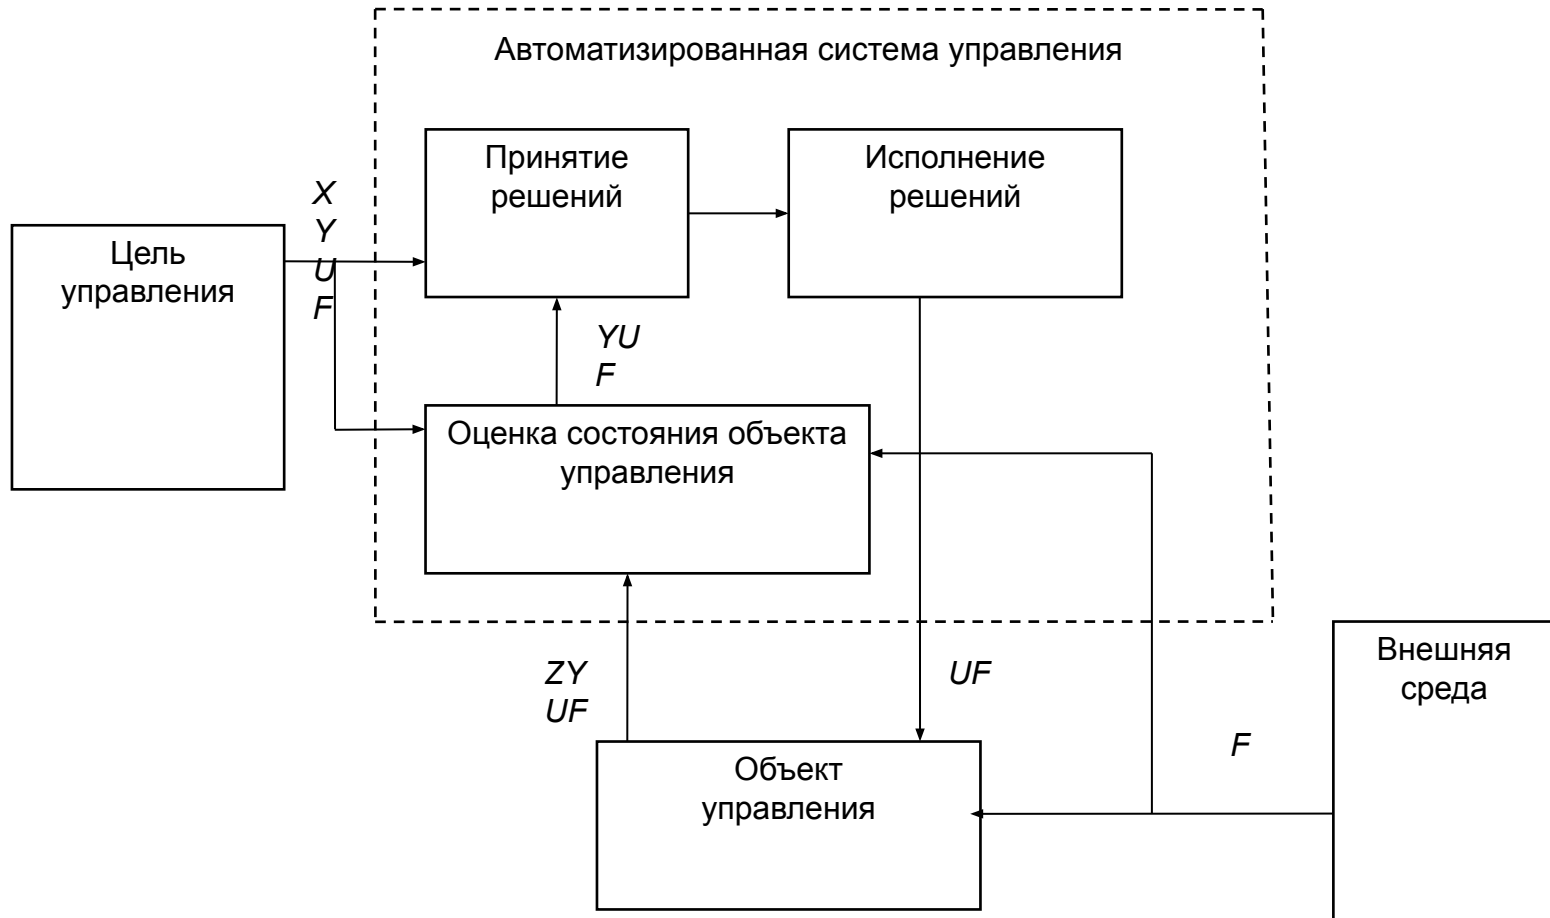 Автоматизированная система управления
Принятие
решений
Исполнение
решений
X
Y
U
F
Цель
управления
YU
F
Оценка состояния объекта
управления
ZY
UF
UF
Внешняя
среда
F
Объект
управления